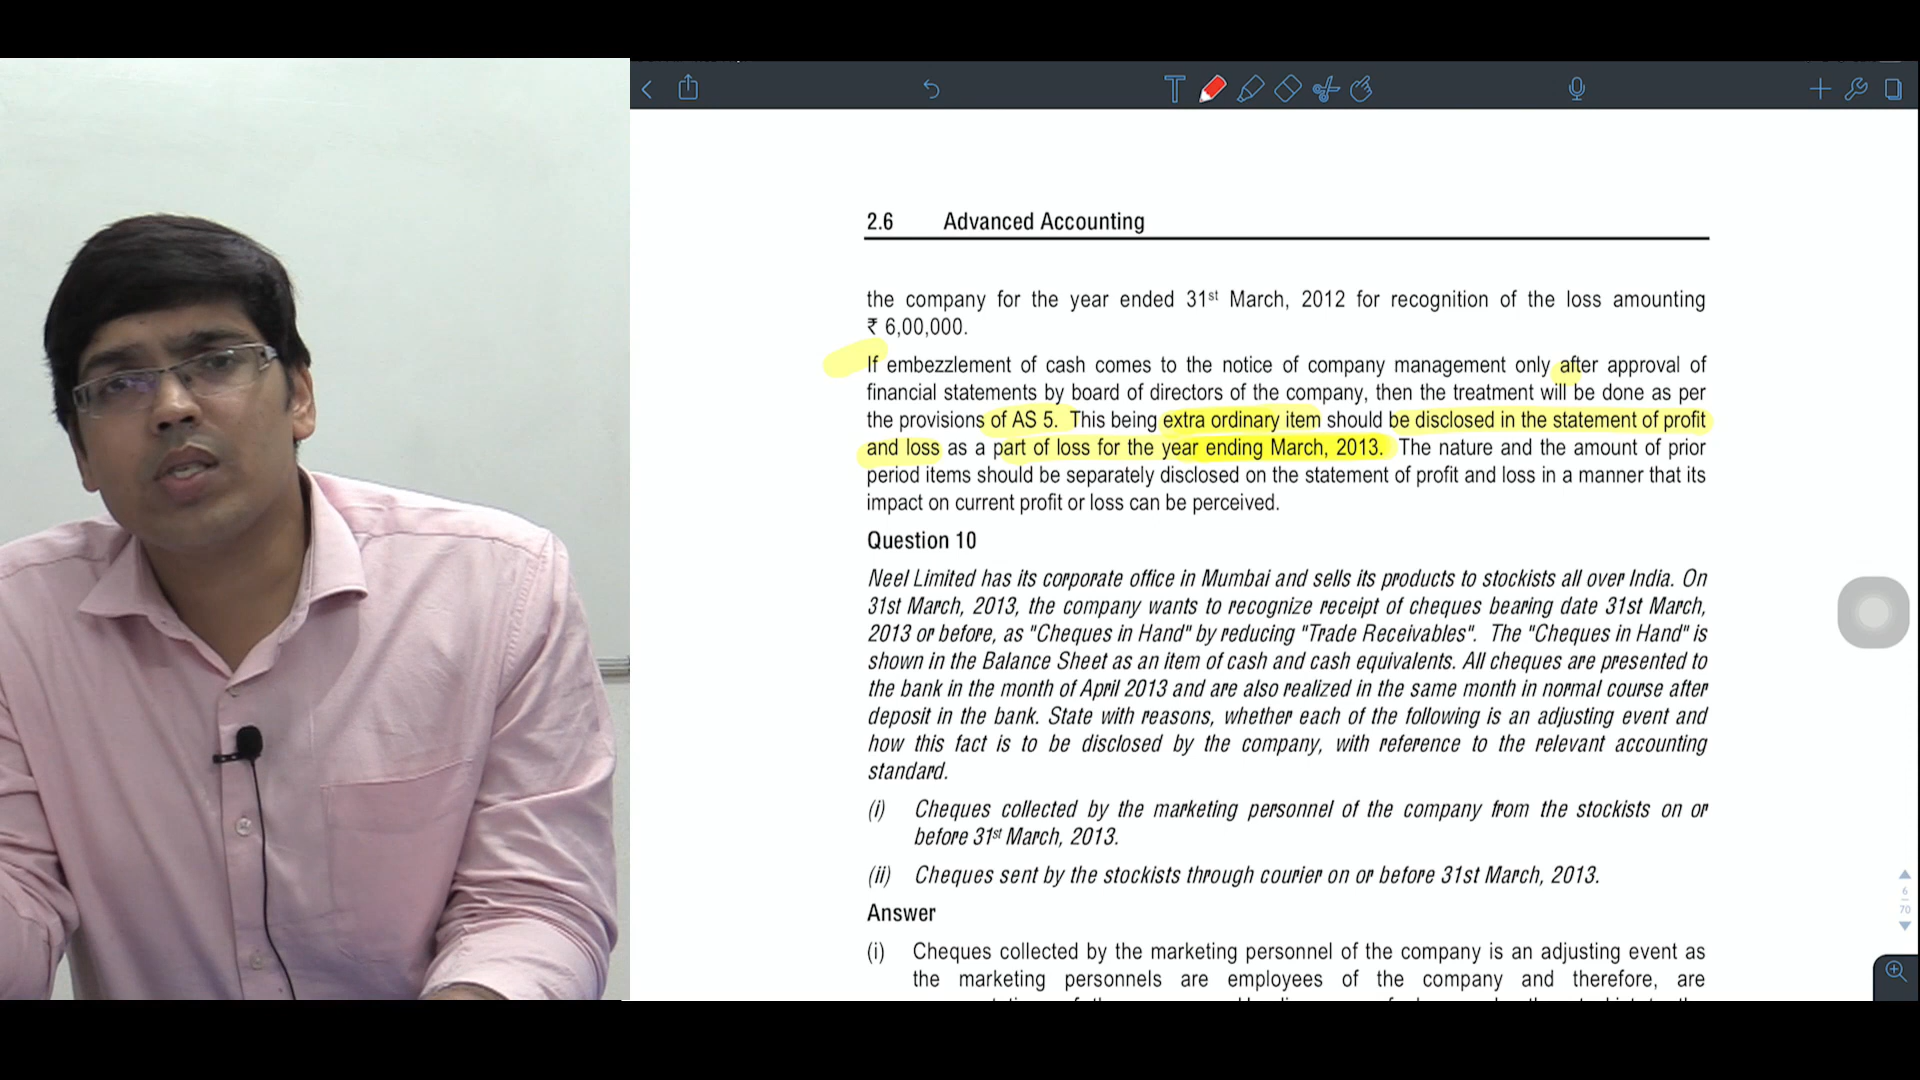 2.6 Advanced Accounting
the company for the year ended 31st March, 2012 for recognition of the loss amounting
₹ 6,00,000.
If embezzlement of cash comes to the notice of company management only after approval of
financial statements by board of directors of the company, then the treatment will be done as per
the provisions of AS 5. This being extra ordinary item should be disclosed in the statement of profit
and loss as a part of loss for the year ending March, 2013. The nature and the amount of prior
period items should be separately disclosed on the statement of profit and loss in a manner that its
impact on current profit or loss can be perceived.
Question 10
Neel Limited has its corporate office in Mumbai and sells its products to stockists all over India. On
31st March, 2013, the company wants to recognize receipt of cheques bearing date 31st March,
2013 or before, as "Cheques in Hand" by reducing "Trade Receivables". The "Cheques in Hand" is
shown in the Balance Sheet as an item of cash and cash equivalents. All cheques are presented to
the bank in the month of April 2013 and are also realized in the same month in normal course after
deposit in the bank. State with reasons, whether each of the following is an adjusting event and
how this fact is to be disclosed by the company, with reference to the relevant accounting
standard.
(i) Cheques collected by the marketing personnel of the company from the stockists on or
before 31st March, 2013.
(ii) Cheques sent by the stockists through courier on or before 31st March, 2013.
Answer
(i) Cheques collected by the marketing personnel of the company is an adjusting event as
the marketing personnels are employees of the company and therefore, are
6
70